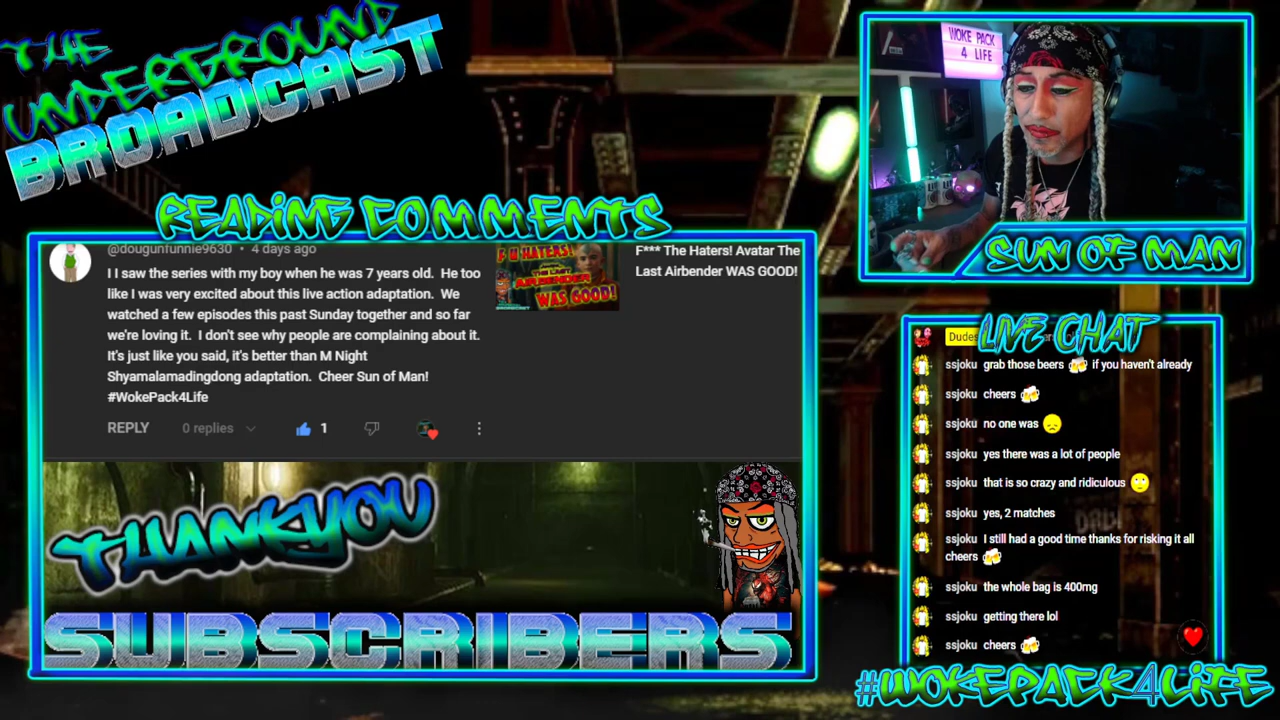 THE
UNDERGROUND
BROADCAST
READING COMMENTS
@dougunfunnie9630 • 4 days ago
I I saw the series with my boy when he was 7 years old. He too
like I was very excited about this live action adaptation. We
watched a few episodes this past Sunday together and so far
we're loving it. I don't see why people are complaining about it.
It's just like you said, it's better than M Night
Shyamalamadingdong adaptation. Cheer Sun of Man!
#WokePack4Life
REPLY 0 replies 1
F U HATERS!
THE LAST
AIRBENDER
WAS GOOD!
F*** The Haters! Avatar The
Last Airbender WAS GOOD!
THANK YOU
SUBSCRIBERS
WOKE PACK
4 LIFE
SUN OF MAN
LIVE CHAT
Dudes
ssjoku grab those beers 🍻 if you haven't already
ssjoku cheers 🍻
ssjoku no one was 😞
ssjoku yes there was a lot of people
ssjoku that is so crazy and ridiculous 🙄
ssjoku yes, 2 matches
ssjoku I still had a good time thanks for risking it all
cheers 🍻
ssjoku the whole bag is 400mg
ssjoku getting there lol
ssjoku cheers 🍻
#WOKEPACK4LIFE